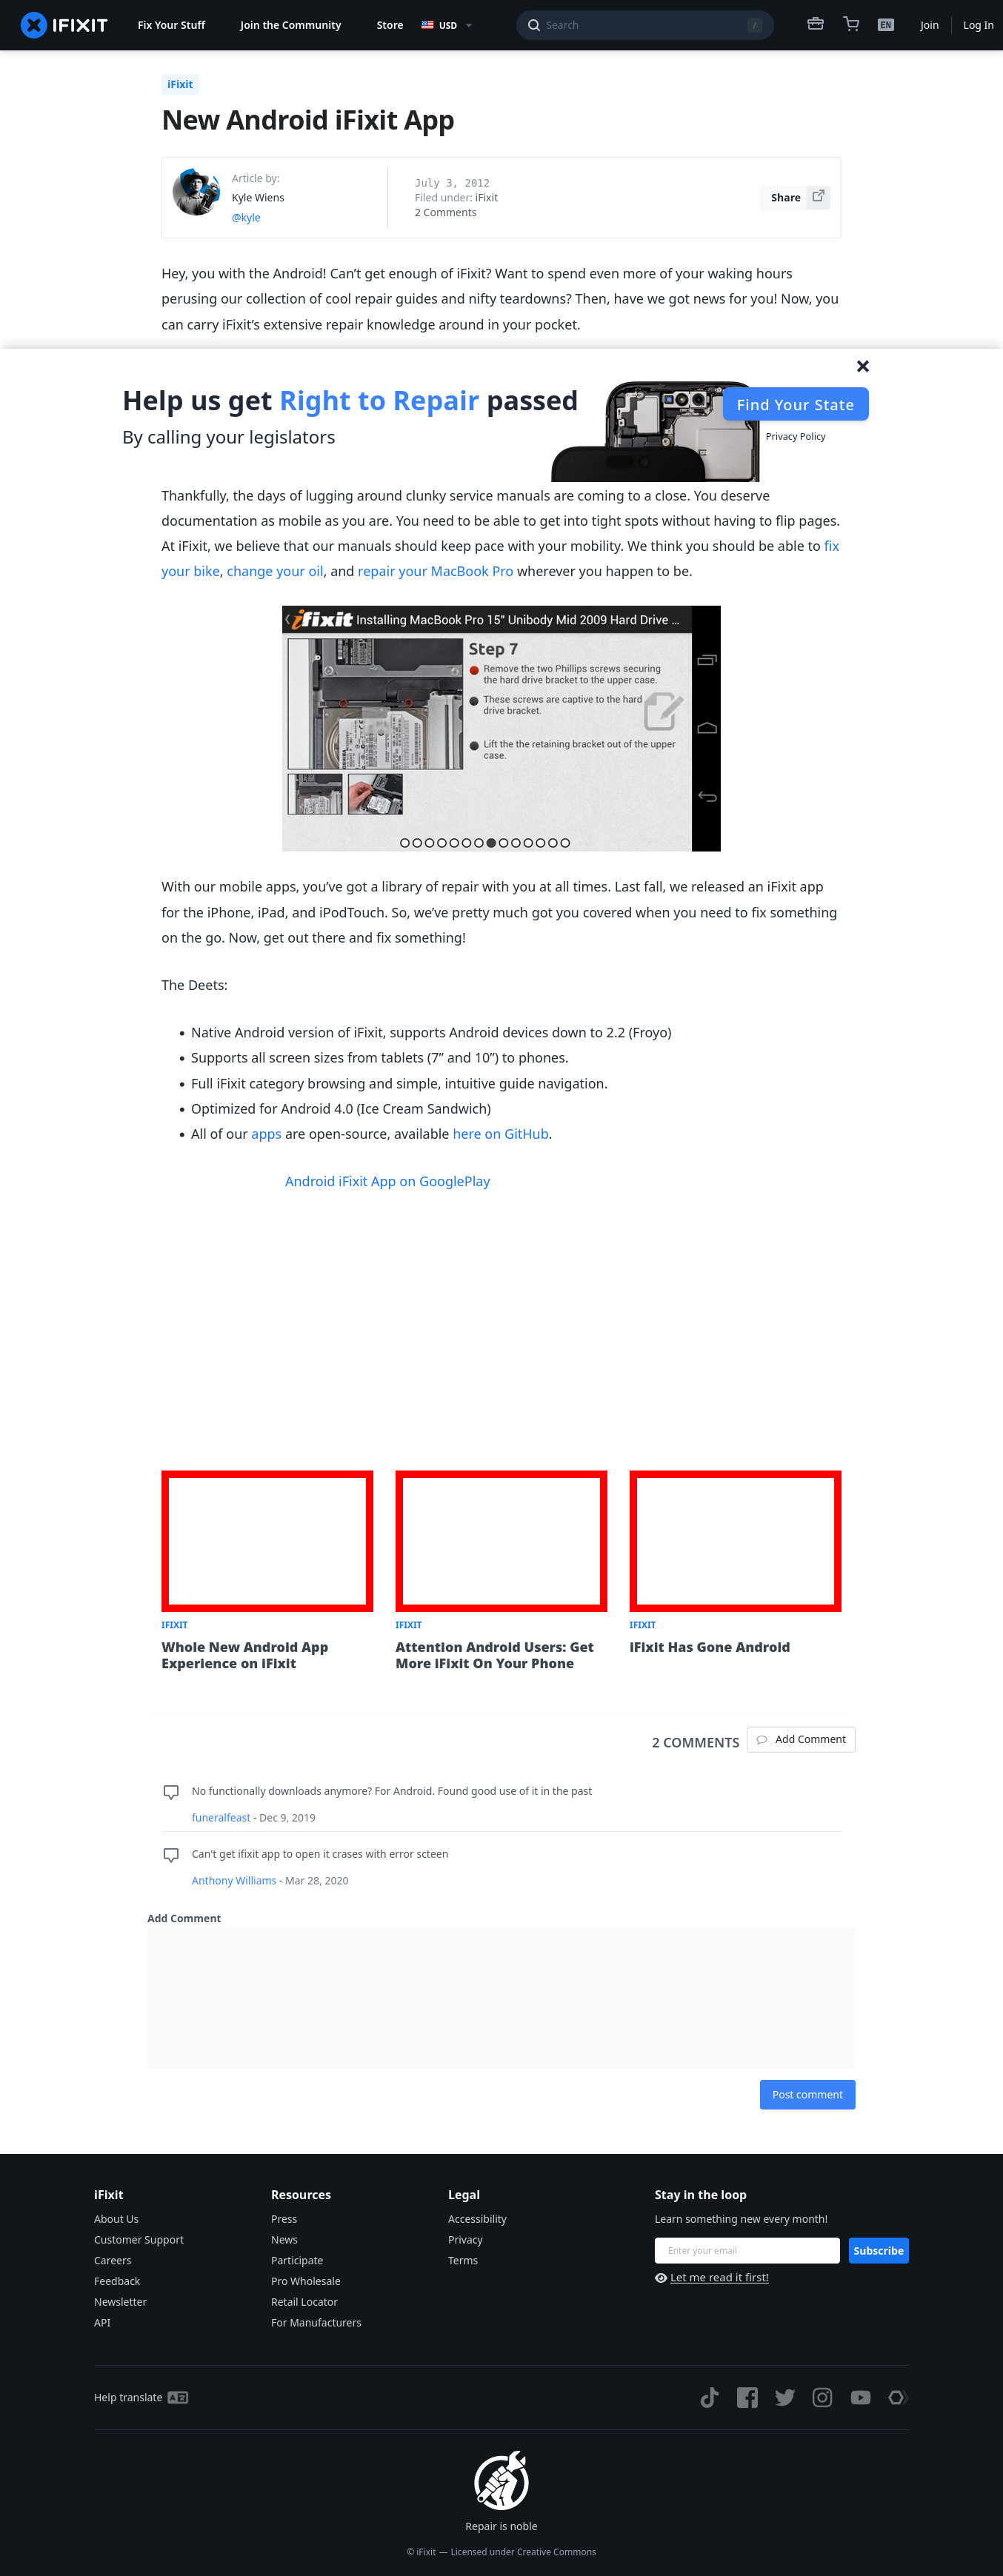 IFIXIT
Fix Your Stuff
Join the Community
Store
USD
Search
/
EN
Join
Log In
iFixit
New Android iFixit App
Article by:
Kyle Wiens
@kyle
July 3, 2012
Filed under: iFixit
2 Comments
Share
Hey, you with the Android! Can’t get enough of iFixit? Want to spend even more of your waking hours
perusing our collection of cool repair guides and nifty teardowns? Then, have we got news for you! Now, you
can carry iFixit’s extensive repair knowledge around in your pocket.
Help us get Right to Repair passed
By calling your legislators
Find Your State
Privacy Policy
Thankfully, the days of lugging around clunky service manuals are coming to a close. You deserve
documentation as mobile as you are. You need to be able to get into tight spots without having to flip pages.
At iFixit, we believe that our manuals should keep pace with your mobility. We think you should be able to fix
your bike, change your oil, and repair your MacBook Pro wherever you happen to be.
ifixit Installing MacBook Pro 15" Unibody Mid 2009 Hard Drive ...
Step 7
Remove the two Phillips screws securing
the hard drive bracket to the upper case.
These screws are captive to the hard
drive bracket.
Lift the the retaining bracket out of the upper
case.
With our mobile apps, you’ve got a library of repair with you at all times. Last fall, we released an iFixit app
for the iPhone, iPad, and iPodTouch. So, we’ve pretty much got you covered when you need to fix something
on the go. Now, get out there and fix something!
The Deets:
Native Android version of iFixit, supports Android devices down to 2.2 (Froyo)
Supports all screen sizes from tablets (7” and 10”) to phones.
Full iFixit category browsing and simple, intuitive guide navigation.
Optimized for Android 4.0 (Ice Cream Sandwich)
All of our apps are open-source, available here on GitHub.
Android iFixit App on GooglePlay
IFIXIT
Whole New Android App
Experience on iFixit
IFIXIT
Attention Android Users: Get
More iFixit On Your Phone
IFIXIT
iFixit Has Gone Android
2 COMMENTS
Add Comment
No functionally downloads anymore? For Android. Found good use of it in the past
funeralfeast - Dec 9, 2019
Can't get ifixit app to open it crases with error scteen
Anthony Williams - Mar 28, 2020
Add Comment
Post comment
iFixit
About Us
Customer Support
Careers
Feedback
Newsletter
API
Resources
Press
News
Participate
Pro Wholesale
Retail Locator
For Manufacturers
Legal
Accessibility
Privacy
Terms
Stay in the loop
Learn something new every month!
Enter your email
Subscribe
Let me read it first!
Help translate
Repair is noble
© iFixit — Licensed under Creative Commons